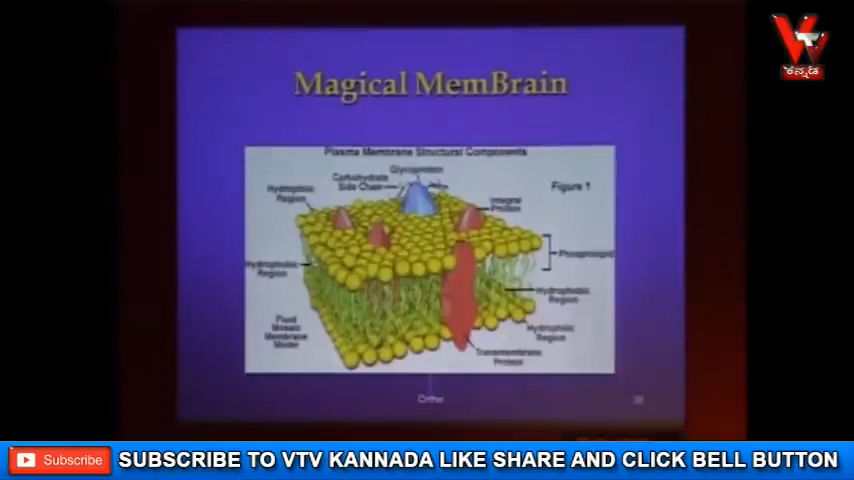 ಕನ್ನಡ
Magical MemBrain
Plasma Membrane Structural Components
Glycoprotein
Carbohydrate
Side Chain
Hydrophilic
Region
Figure 1
Integral
Protein
Hydrophobic
Region
Hydrophobic
Region
Fluid
Mosaic
Membrane
Model
Hydrophilic
Region
Transmembrane
Protein
Ortho
Subscribe
SUBSCRIBE TO VTV KANNADA LIKE SHARE AND CLICK BELL BUTTON